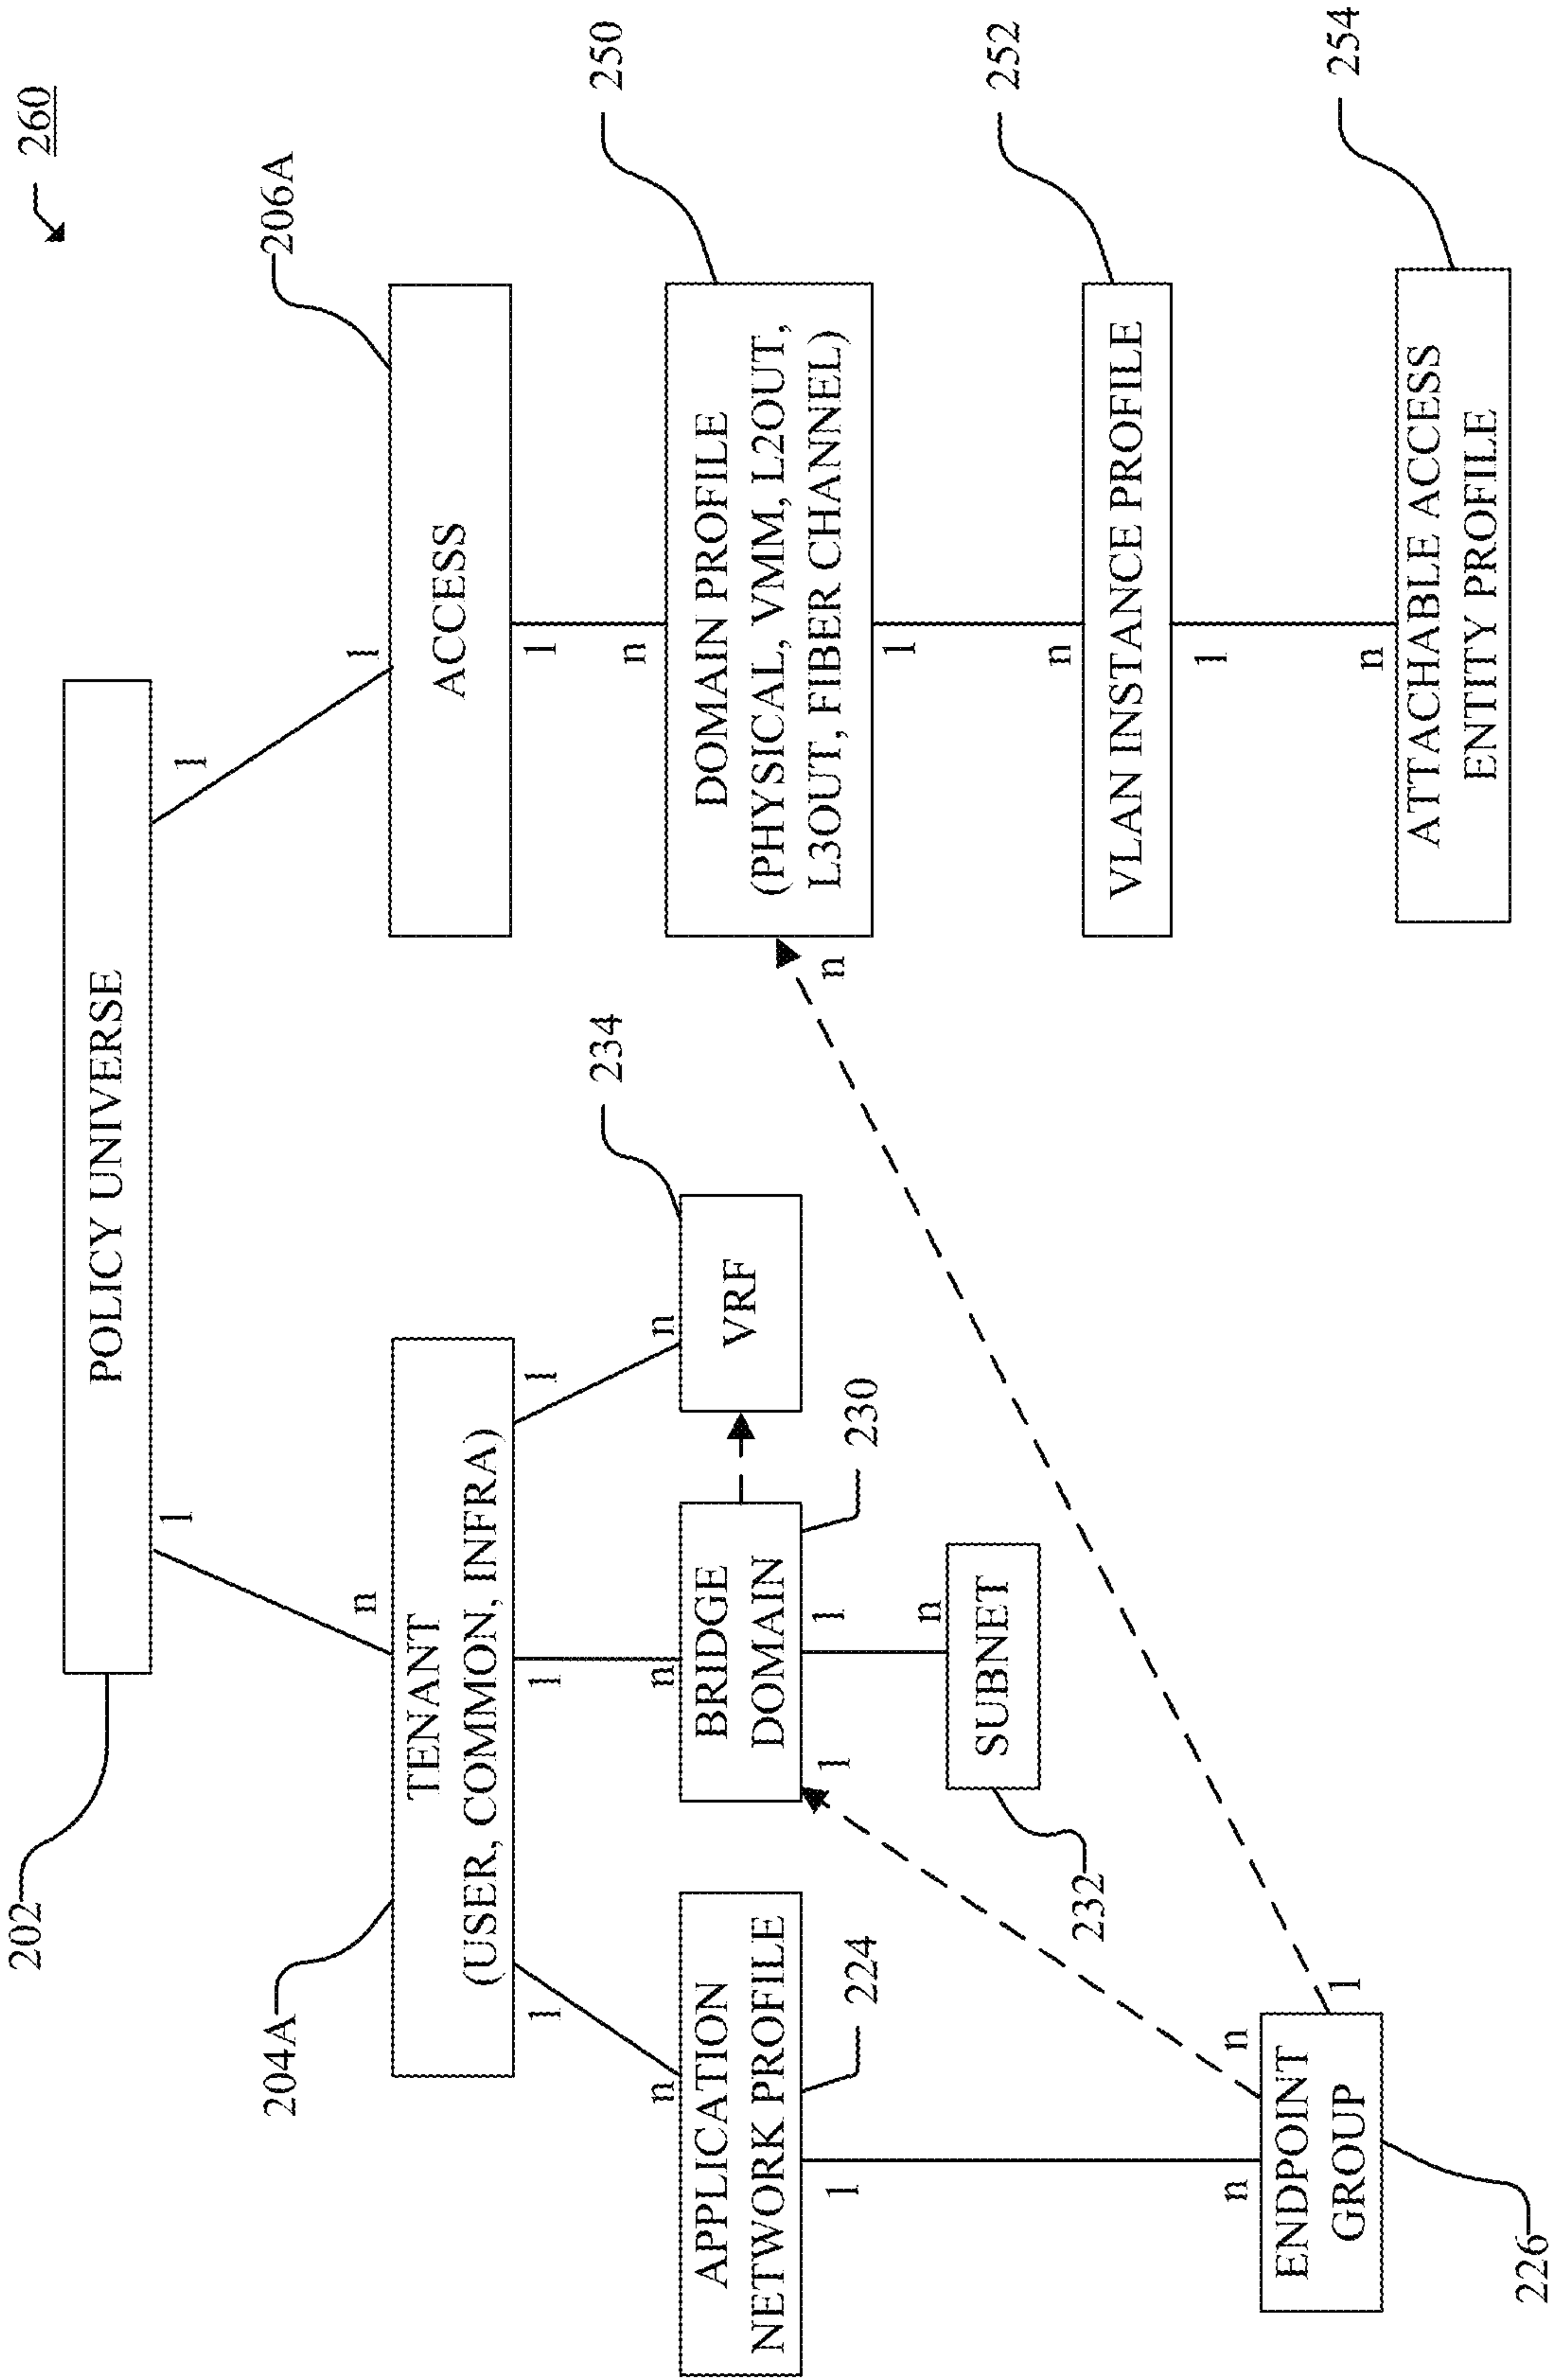 260
202
POLICY UNIVERSE
1
1
n
1
204A
TENANT
(USER, COMMON, INFRA)
206A
ACCESS
1
1
1
1
n
n
n
n
APPLICATION
NETWORK PROFILE
224
BRIDGE
DOMAIN
230
VRF
234
DOMAIN PROFILE
(PHYSICAL, VMM, L2OUT,
L3OUT, FIBER CHANNEL)
250
1
1
1
1
n
n
n
SUBNET
232
VLAN INSTANCE PROFILE
252
1
n
n
n
1
ENDPOINT
GROUP
226
ATTACHABLE ACCESS
ENTITY PROFILE
254